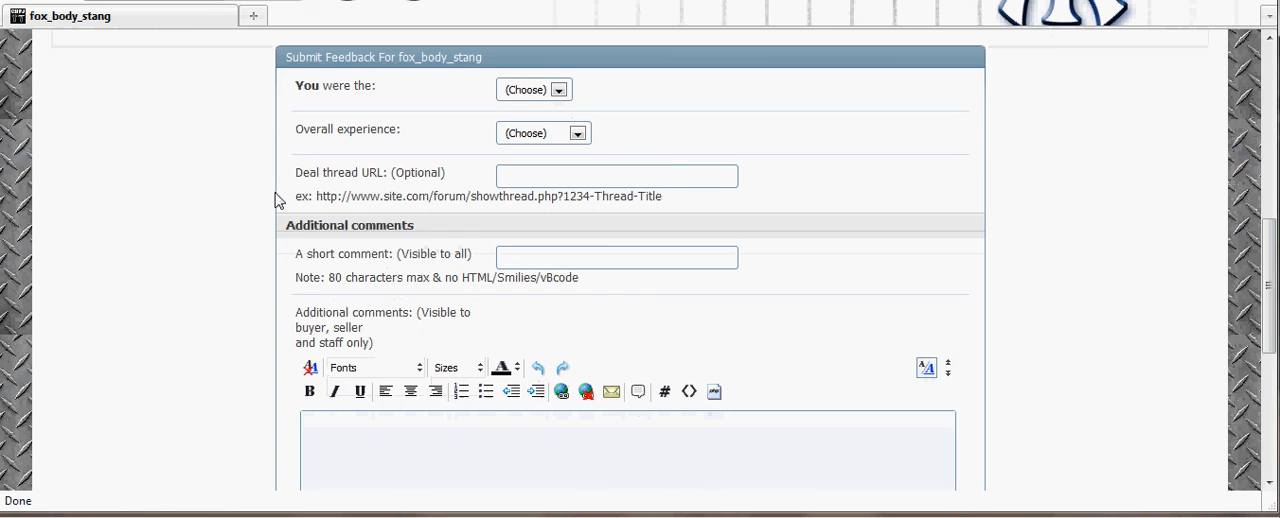 fox_body_stang
Submit Feedback For fox_body_stang
You were the:
(Choose)
Overall experience:
(Choose)
Deal thread URL: (Optional)
ex: http://www.site.com/forum/showthread.php?1234-Thread-Title
Additional comments
A short comment: (Visible to all)
Note: 80 characters max & no HTML/Smilies/vBcode
Additional comments: (Visible to
buyer, seller
and staff only)
Fonts Sizes A A/A
B I U # <> php
Done